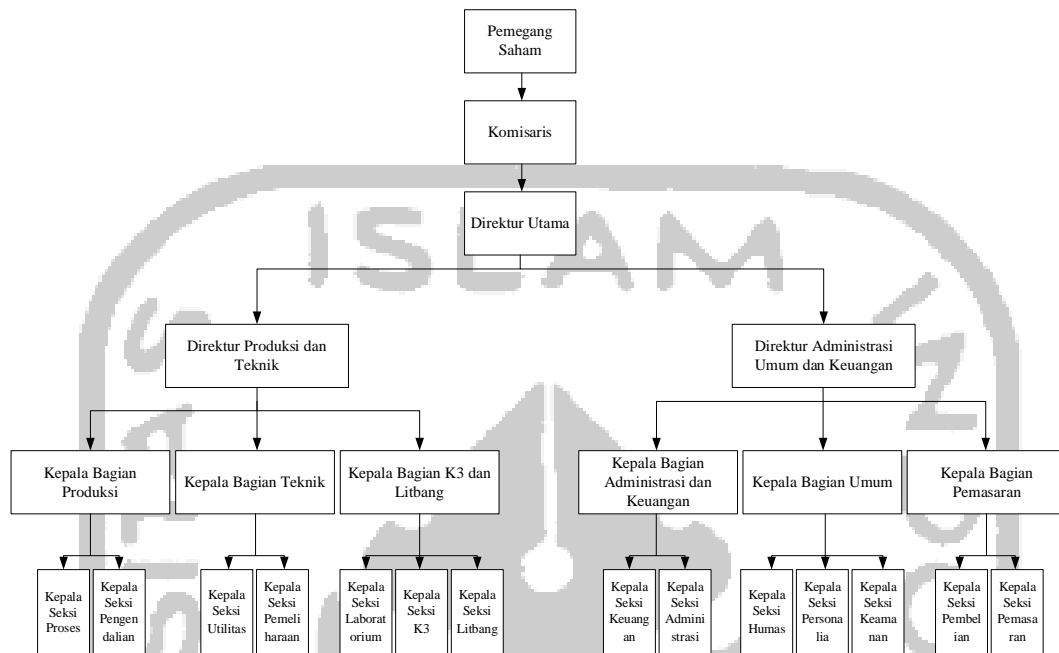 Pemegang
Saham
Komisaris
Direktur Utama
ISLAM
Direktur Produksi dan
Teknik
Direktur Administrasi
Umum dan Keuangan
Kepala Bagian
Produksi
Kepala Bagian Teknik
Kepala Bagian K3 dan
Litbang
Kepala Bagian
Administrasi dan
Keuangan
Kepala Bagian Umum
Kepala Bagian
Pemasaran
Kepala
Seksi
Proses
Kepala
Seksi
Pengen
dalian
Kepala
Seksi
Utilitas
Kepala
Seksi
Pemeli
haraan
Kepala
Seksi
Laborat
orium
Kepala
Seksi
K3
Kepala
Seksi
Litbang
Kepala
Seksi
Keuang
an
Kepala
Seksi
Admini
strasi
Kepala
Seksi
Humas
Kepala
Seksi
Persona
lia
Kepala
Seksi
Keama
nan
Kepala
Seksi
Pembel
ian
Kepala
Seksi
Pemasa
ran